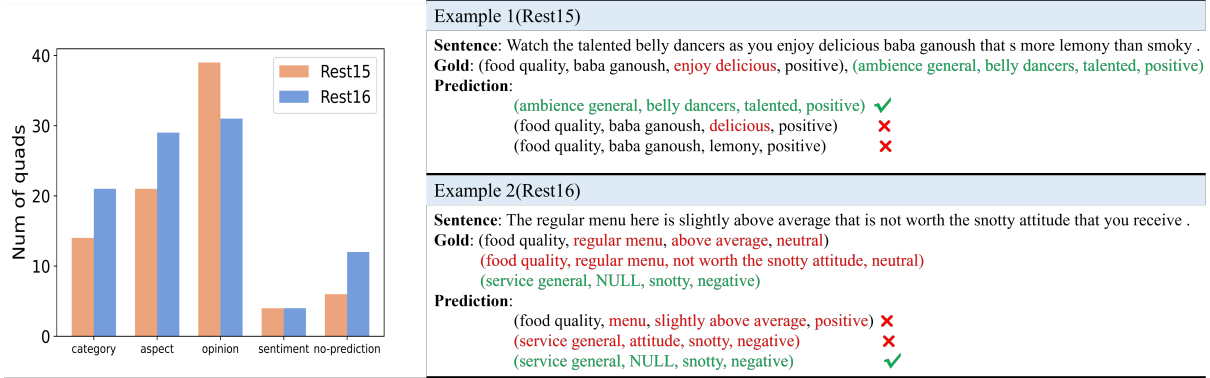 40
30
20
10
0
Num of quads
Rest15
Rest16
category aspect opinion sentiment no-prediction
Example 1(Rest15)
Sentence: Watch the talented belly dancers as you enjoy delicious baba ganoush that s more lemony than smoky .
Gold: (food quality, baba ganoush, enjoy delicious, positive), (ambience general, belly dancers, talented, positive)
Prediction:
(ambience general, belly dancers, talented, positive) ✓
(food quality, baba ganoush, delicious, positive) ✗
(food quality, baba ganoush, lemony, positive) ✗
Example 2(Rest16)
Sentence: The regular menu here is slightly above average that is not worth the snotty attitude that you receive .
Gold: (food quality, regular menu, above average, neutral)
(food quality, regular menu, not worth the snotty attitude, neutral)
(service general, NULL, snotty, negative)
Prediction:
(food quality, menu, slightly above average, positive) ✗
(service general, attitude, snotty, negative) ✗
(service general, NULL, snotty, negative) ✓